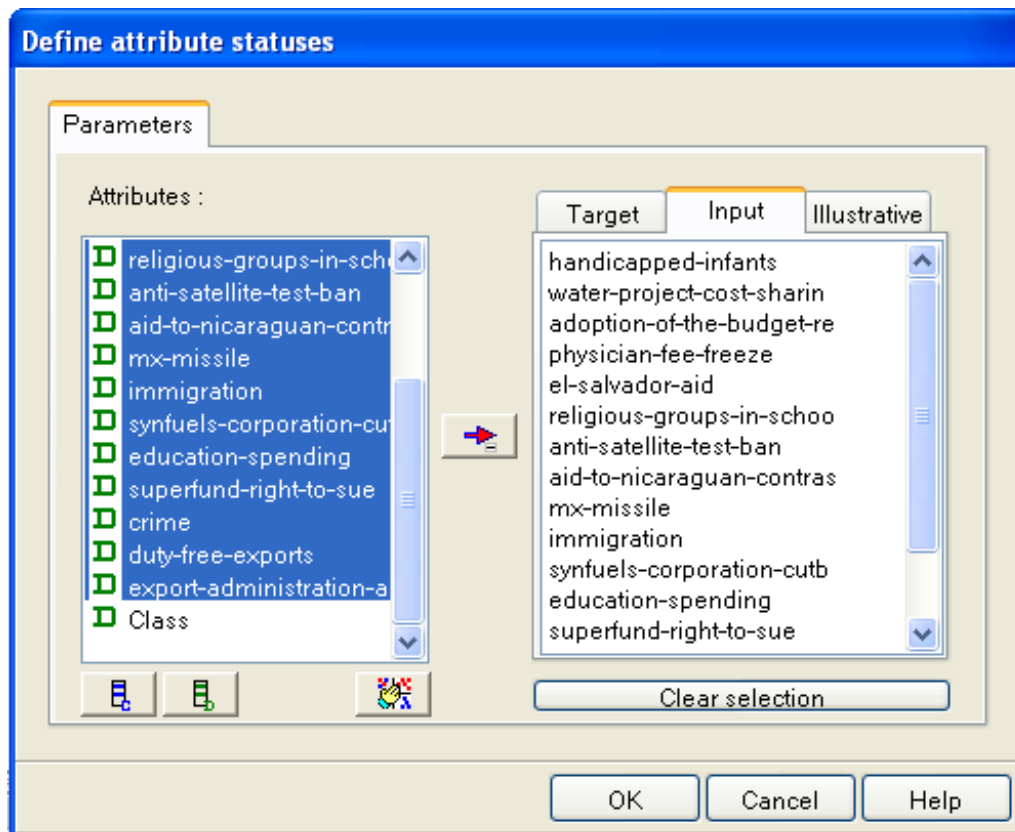 Define attribute statuses
Parameters
Attributes :
religious-groups-in-scho
anti-satellite-test-ban
aid-to-nicaraguan-contr
mx-missile
immigration
synfuels-corporation-cut
education-spending
superfund-right-to-sue
crime
duty-free-exports
export-administration-a
Class
Target
Input
Illustrative
handicapped-infants
water-project-cost-sharin
adoption-of-the-budget-re
physician-fee-freeze
el-salvador-aid
religious-groups-in-schoo
anti-satellite-test-ban
aid-to-nicaraguan-contras
mx-missile
immigration
synfuels-corporation-cutb
education-spending
superfund-right-to-sue
Clear selection
OK
Cancel
Help